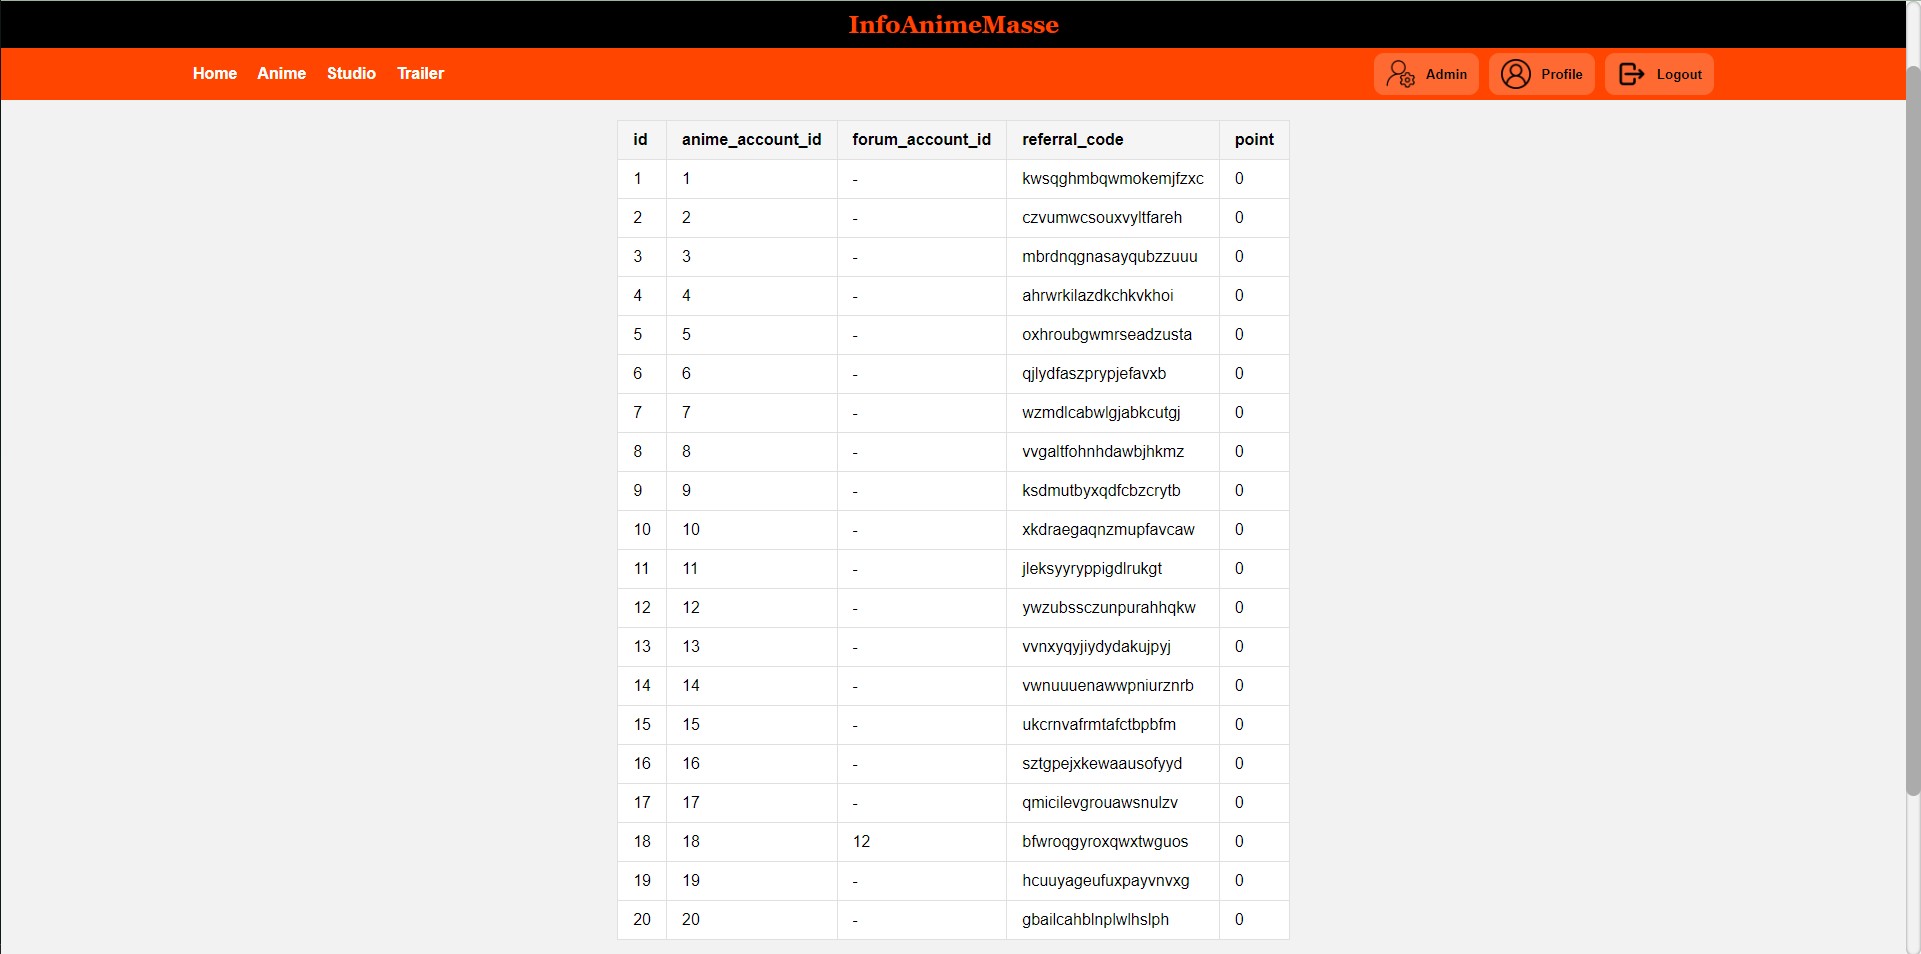 InfoAnimeMasse
Home Anime Studio Trailer Admin Profile Logout
id anime_account_id forum_account_id referral_code point
1 1 - kwsqghmbqwmokemjfzxc 0
2 2 - czvumwcsouxvyltfareh 0
3 3 - mbrdnqgnasayqubzzuuu 0
4 4 - ahrwrkilazdkchkvkhoi 0
5 5 - oxhroubgwmrseadzusta 0
6 6 - qjlydfaszprypjefavxb 0
7 7 - wzmdlcabwlgjabkcutgj 0
8 8 - vvgaltfohnhdawbjhkmz 0
9 9 - ksdmutbyxqdfcbzcrytb 0
10 10 - xkdraegaqnzmupfavcaw 0
11 11 - jleksyyryppigdlrukgt 0
12 12 - ywzubssczunpurahhqkw 0
13 13 - vvnxyqyjiydydakujpyj 0
14 14 - vwnuuuenawwpniurznrb 0
15 15 - ukcrnvafrmtafctbpbfm 0
16 16 - sztgpejxkewaausofyyd 0
17 17 - qmicilevgrouawsnulzv 0
18 18 12 bfwroqgyroxqwxtwguos 0
19 19 - hcuuyageufuxpayvnvxg 0
20 20 - gbailcahblnplwlhslph 0